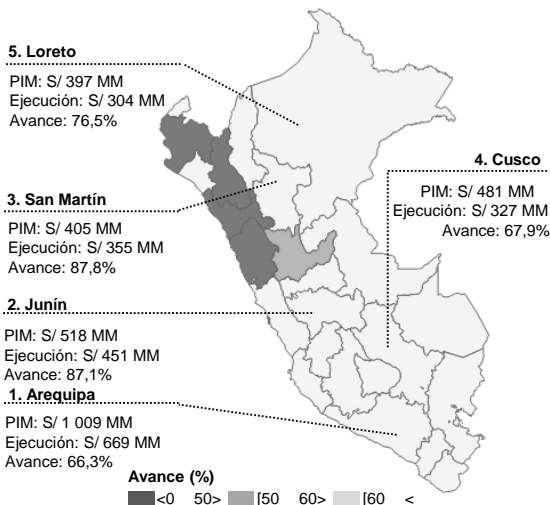 5. Loreto
PIM: S/ 397 MM
Ejecución: S/ 304 MM
Avance: 76,5%
4. Cusco
PIM: S/ 481 MM
Ejecución: S/ 327 MM
Avance: 67,9%
3. San Martín
PIM: S/ 405 MM
Ejecución: S/ 355 MM
Avance: 87,8%
2. Junín
PIM: S/ 518 MM
Ejecución: S/ 451 MM
Avance: 87,1%
1. Arequipa
PIM: S/ 1 009 MM
Ejecución: S/ 669 MM
Avance: 66,3%
Avance (%)
<0 50> [50 60> [60 <